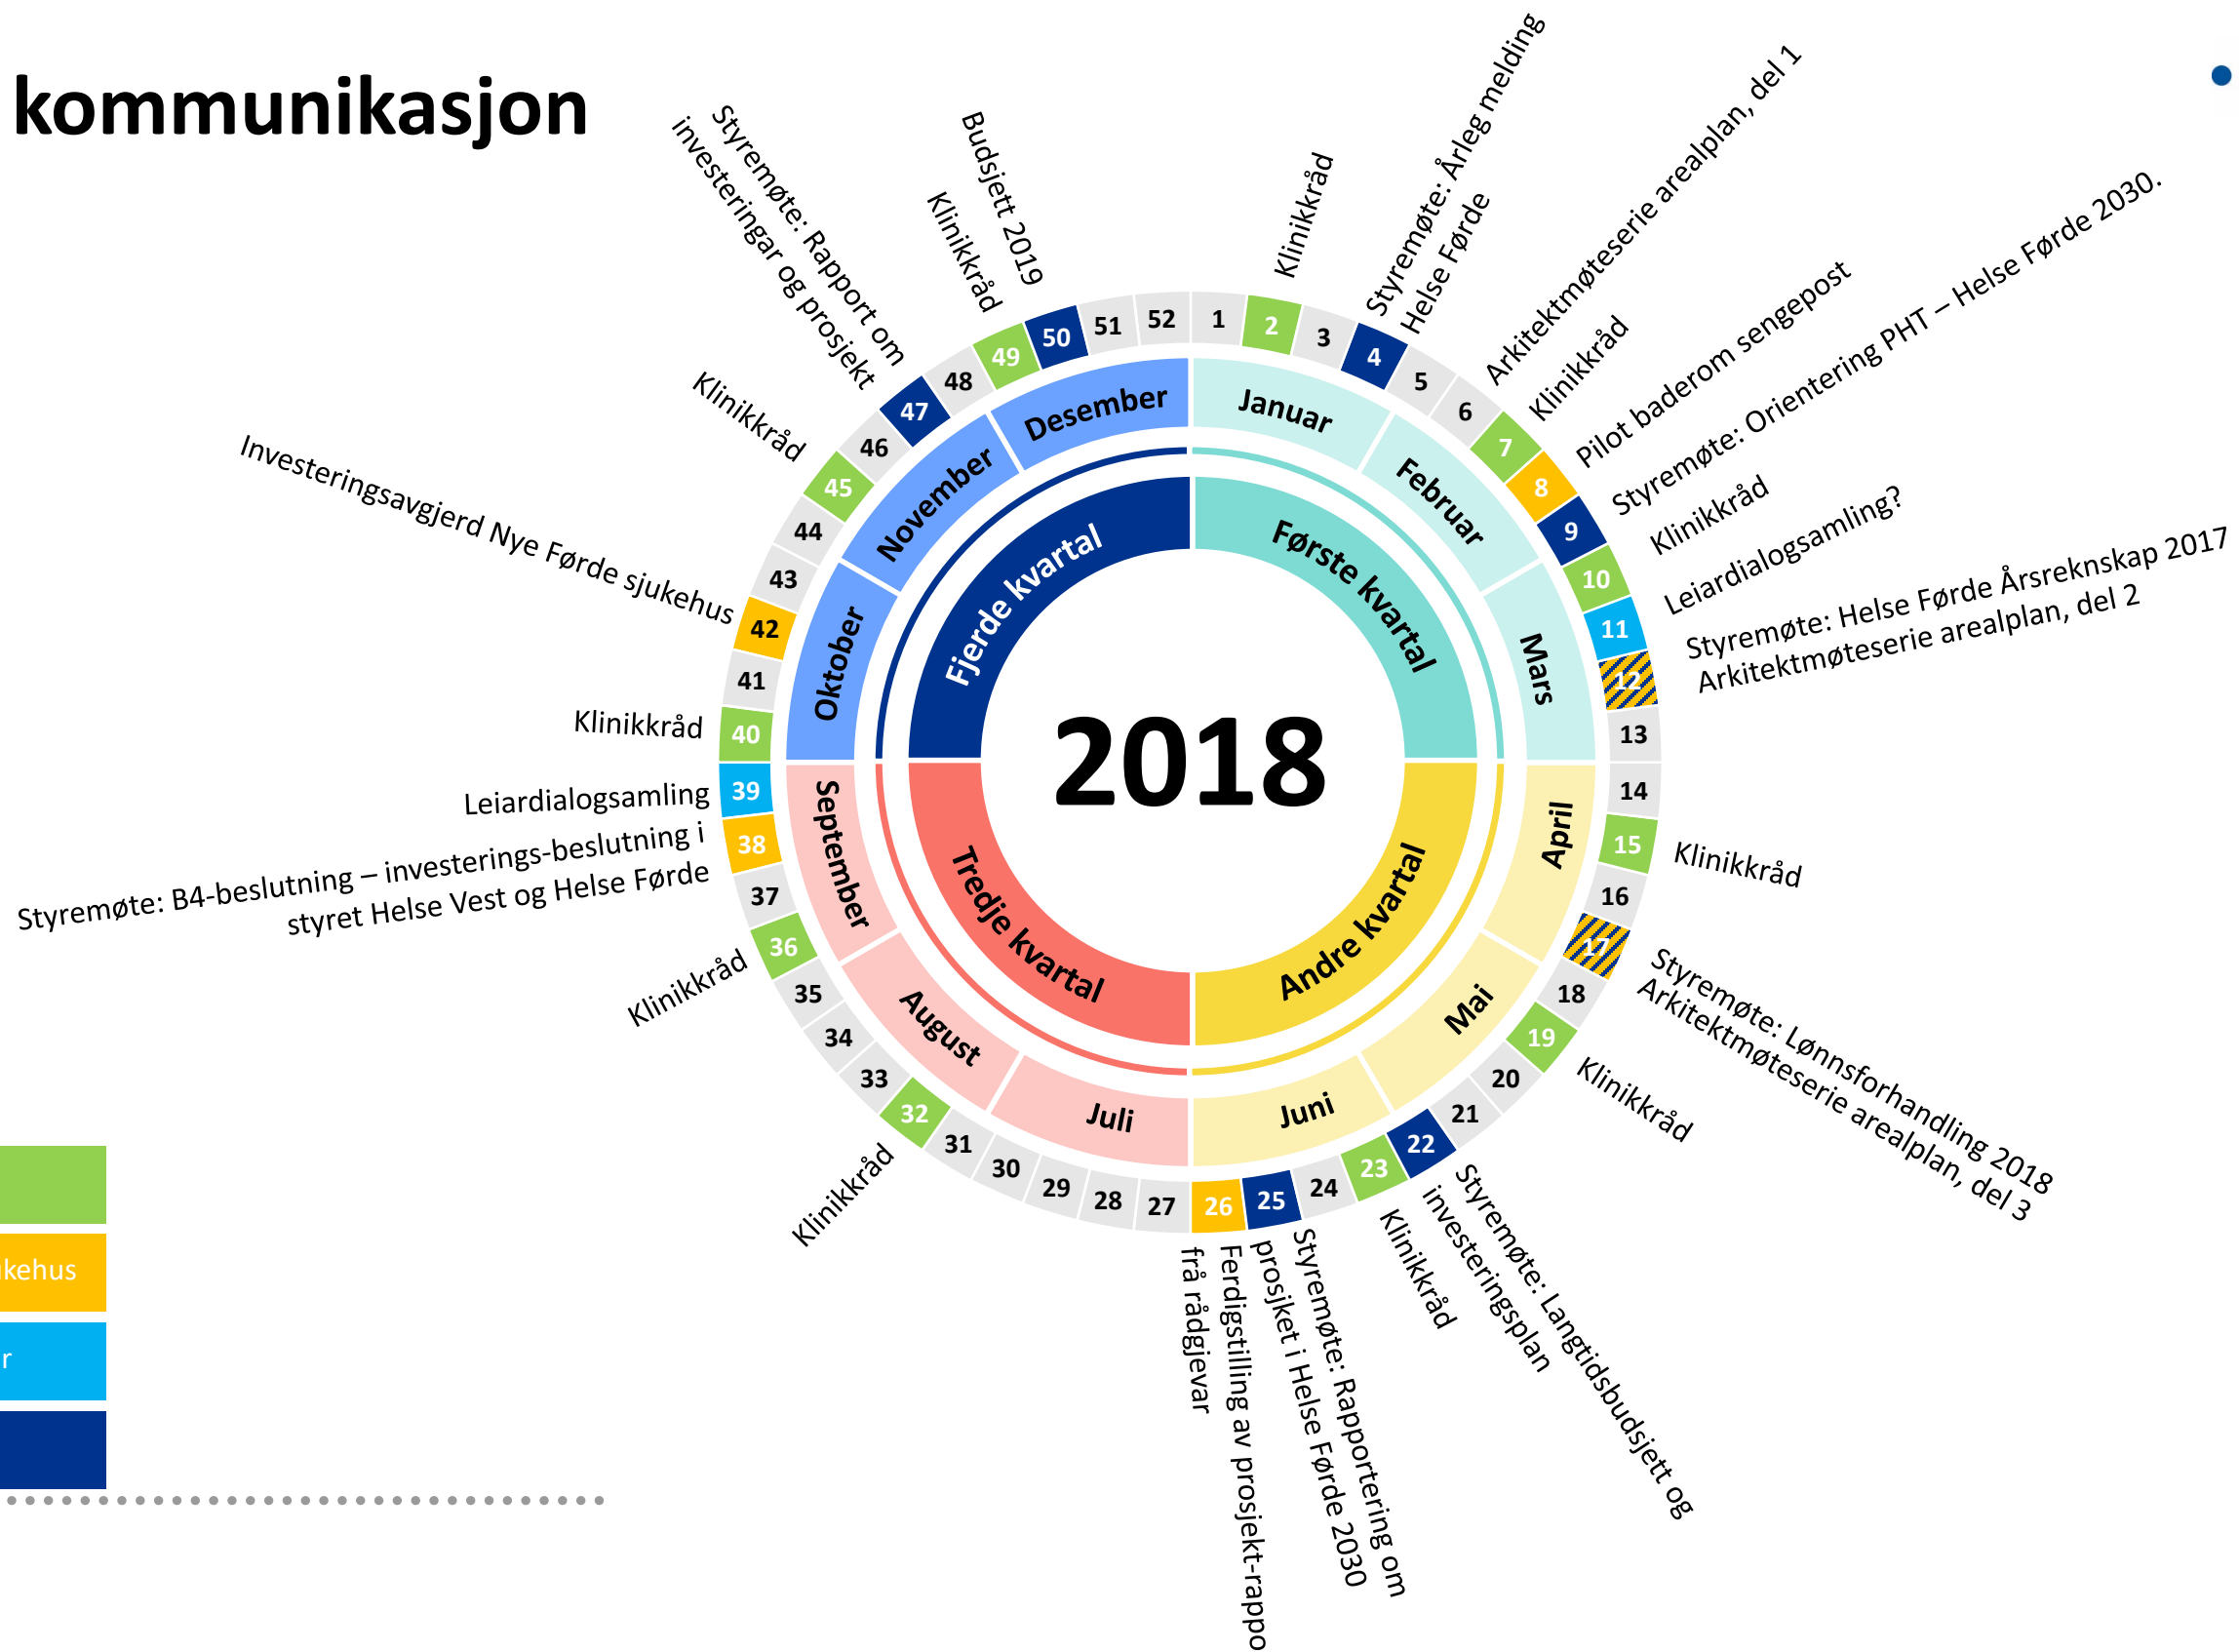 kommunikasjon
Klinikkråd
Styremøte: Årleg melding
Helse Førde
Arkitektmøteserie arealplan, del 1
Klinikkråd
Pilot baderom sengepost
Styremøte: Orientering PHT – Helse Førde 2030.
Klinikkråd
Leiardialogsamling?
Styremøte: Helse Førde Årsreknskap 2017
Arkitektmøteserie arealplan, del 2
Klinikkråd
Styremøte: Lønnsforhandling 2018
Arkitektmøteserie arealplan, del 3
Klinikkråd
Styremøte: Langtidsbudsjett og
investeringsplan
Klinikkråd
Styremøte: Rapportering om
prosjket i Helse Førde 2030
Ferdigstilling av prosjekt-rappo
frå rådgjevar
Klinikkråd
Klinikkråd
Styremøte: B4-beslutning – investerings-beslutning i
styret Helse Vest og Helse Førde
Leiardialogsamling
Klinikkråd
Investeringsavgjerd Nye Førde sjukehus
Klinikkråd
Styremøte: Rapport om
investeringar og prosjekt
Klinikkråd
Budsjett 2019
1
2
3
4
5
6
7
8
9
10
11
12
13
14
15
16
17
18
19
20
21
22
23
24
25
26
27
28
29
30
31
32
33
34
35
36
37
38
39
40
41
42
43
44
45
46
47
48
49
50
51
52
Januar
Februar
Mars
April
Mai
Juni
Juli
August
September
Oktober
November
Desember
Første kvartal
Andre kvartal
Tredje kvartal
Fjerde kvartal
2018
kehus
r